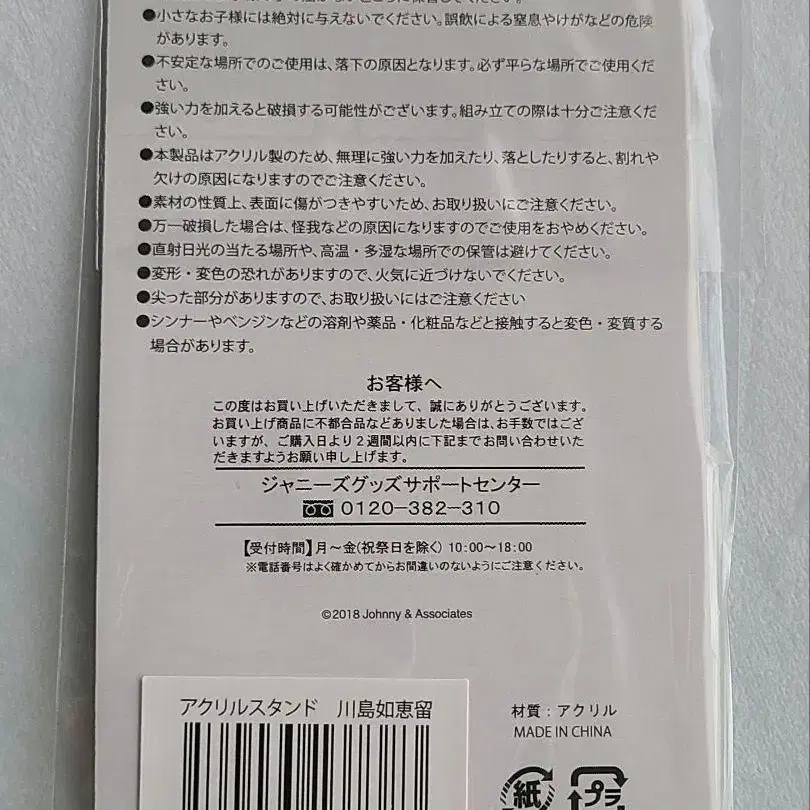 ●小さなお子様には絶対に与えないでください。誤飲による窒息やけがなどの危険
があります。
●不安定な場所でのご使用は、落下の原因となります。必ず平らな場所でご使用くだ
さい。
●強い力を加えると破損する可能性がございます。組み立ての際は十分ご注意くだ
さい。
●本製品はアクリル製のため、無理に強い力を加えたり、落としたりすると、割れや
欠けの原因になりますのでご注意ください。
●素材の性質上、表面に傷がつきやすいため、お取り扱いにご注意ください。
●万一破損した場合は、怪我などの原因になりますのでご使用をおやめください。
●直射日光の当たる場所や、高温・多湿な場所での保管は避けてください。
●変形・変色の恐れがありますので、火気に近づけないでください。
●尖った部分がありますので、お取り扱いにはご注意ください
●シンナーやベンジンなどの溶剤や薬品・化粧品などと接触すると変色・変質する
場合があります。
お客様へ
この度はお買い上げいただきまして、誠にありがとうございます。
お買い上げ商品に不都合品などありました場合は、お手数ではござ
いますが、ご購入日より２週間以内に下記までお問い合わせいた
だきますようお願い申し上げます。
ジャニーズグッズサポートセンター
0120−382−310
【受付時間】月〜金(祝祭日を除く) 10:00〜18:00
※電話番号はよく確かめてからお間違いのないようにご注意ください。
©2018 Johnny & Associates
アクリルスタンド　川島如恵留
材質：アクリル
MADE IN CHINA
紙 プラ